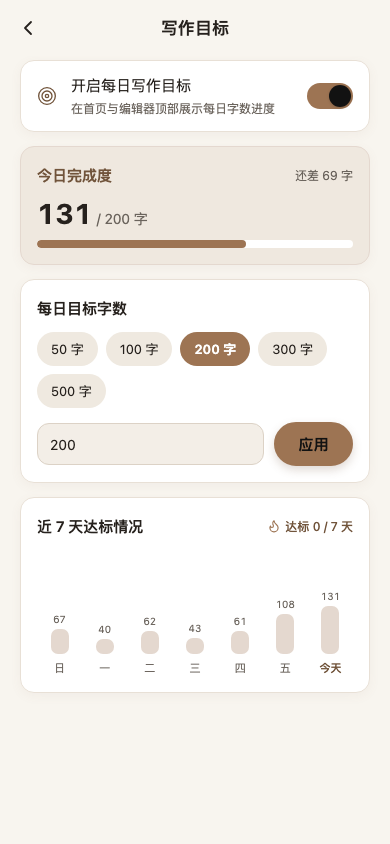 写作目标
开启每日写作目标
在首页与编辑器顶部展示每日字数进度
今日完成度
还差 69 字
131 / 200 字
每日目标字数
50 字
100 字
200 字
300 字
500 字
200
应用
近 7 天达标情况
达标 0 / 7 天
67
40
62
43
61
108
131
日
一
二
三
四
五
今天